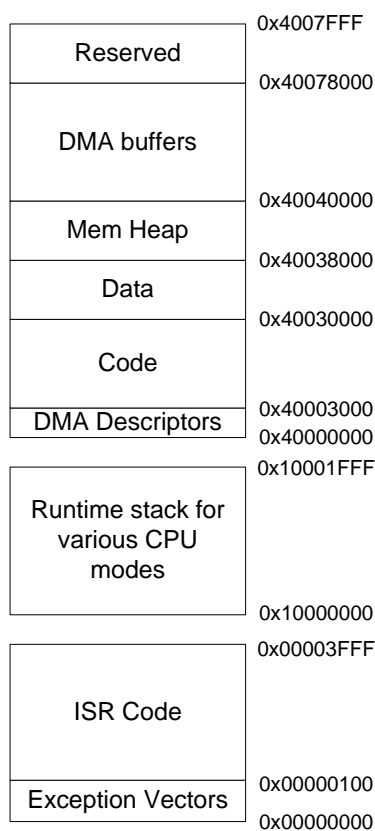 0x4007FFF
Reserved
0x40078000
DMA buffers
0x40040000
Mem Heap
0x40038000
Data
0x40030000
Code
0x40003000
DMA Descriptors
0x40000000
0x10001FFF
Runtime stack for
various CPU
modes
0x10000000
0x00003FFF
ISR Code
0x00000100
Exception Vectors
0x00000000